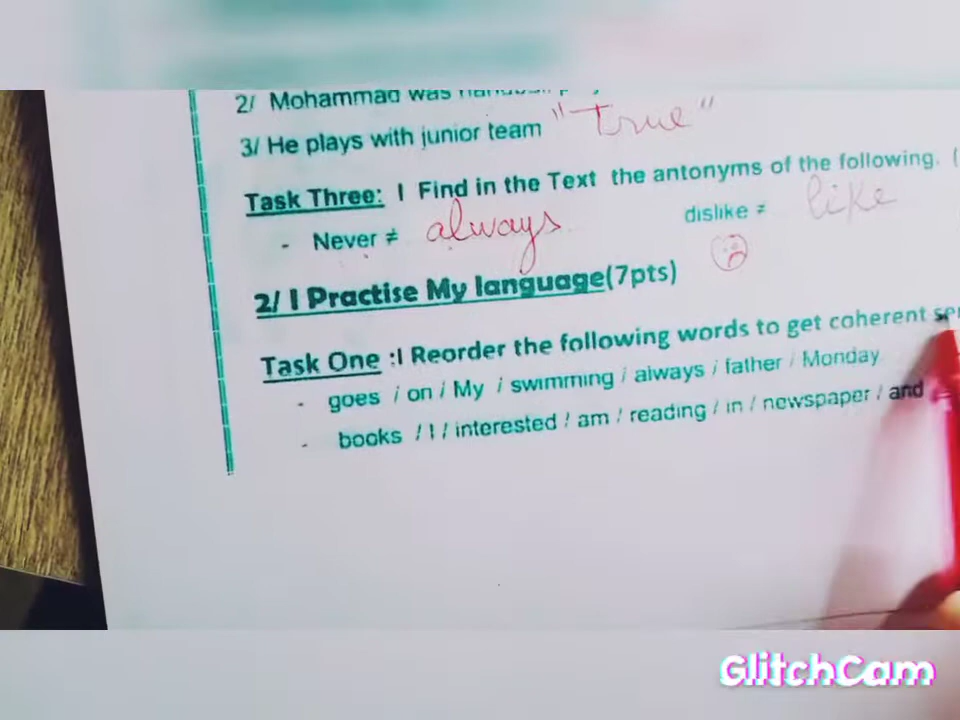 2/ Mohammad was handball
3/ He plays with junior team "True"
Task Three: I Find in the Text the antonyms of the following. (
- Never ≠ always dislike ≠ like
2/ I Practise My language(7pts)
Task One :I Reorder the following words to get coherent
- goes / on / My / swimming / always / father / Monday
- books / I / interested / am / reading / in / newspaper / and
GlitchCam